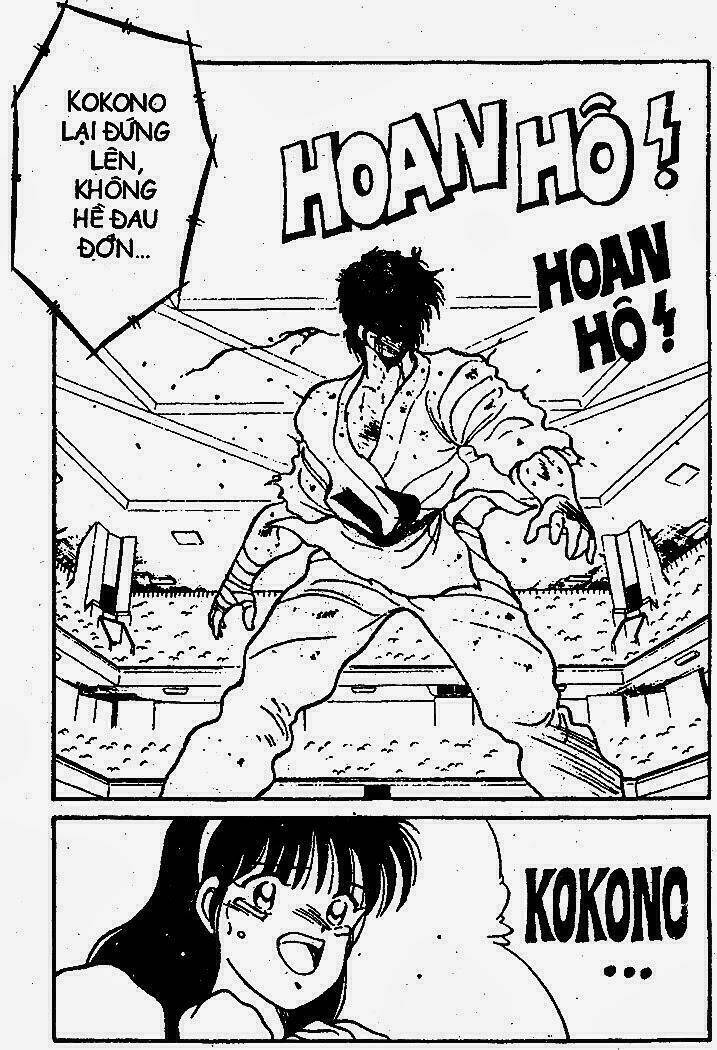 KOKONO
LẠI ĐỨNG
LÊN,
KHÔNG
HỀ ĐAU
ĐỚN...
HOAN HÔ!
HOAN
HÔ!
KOKONO
...